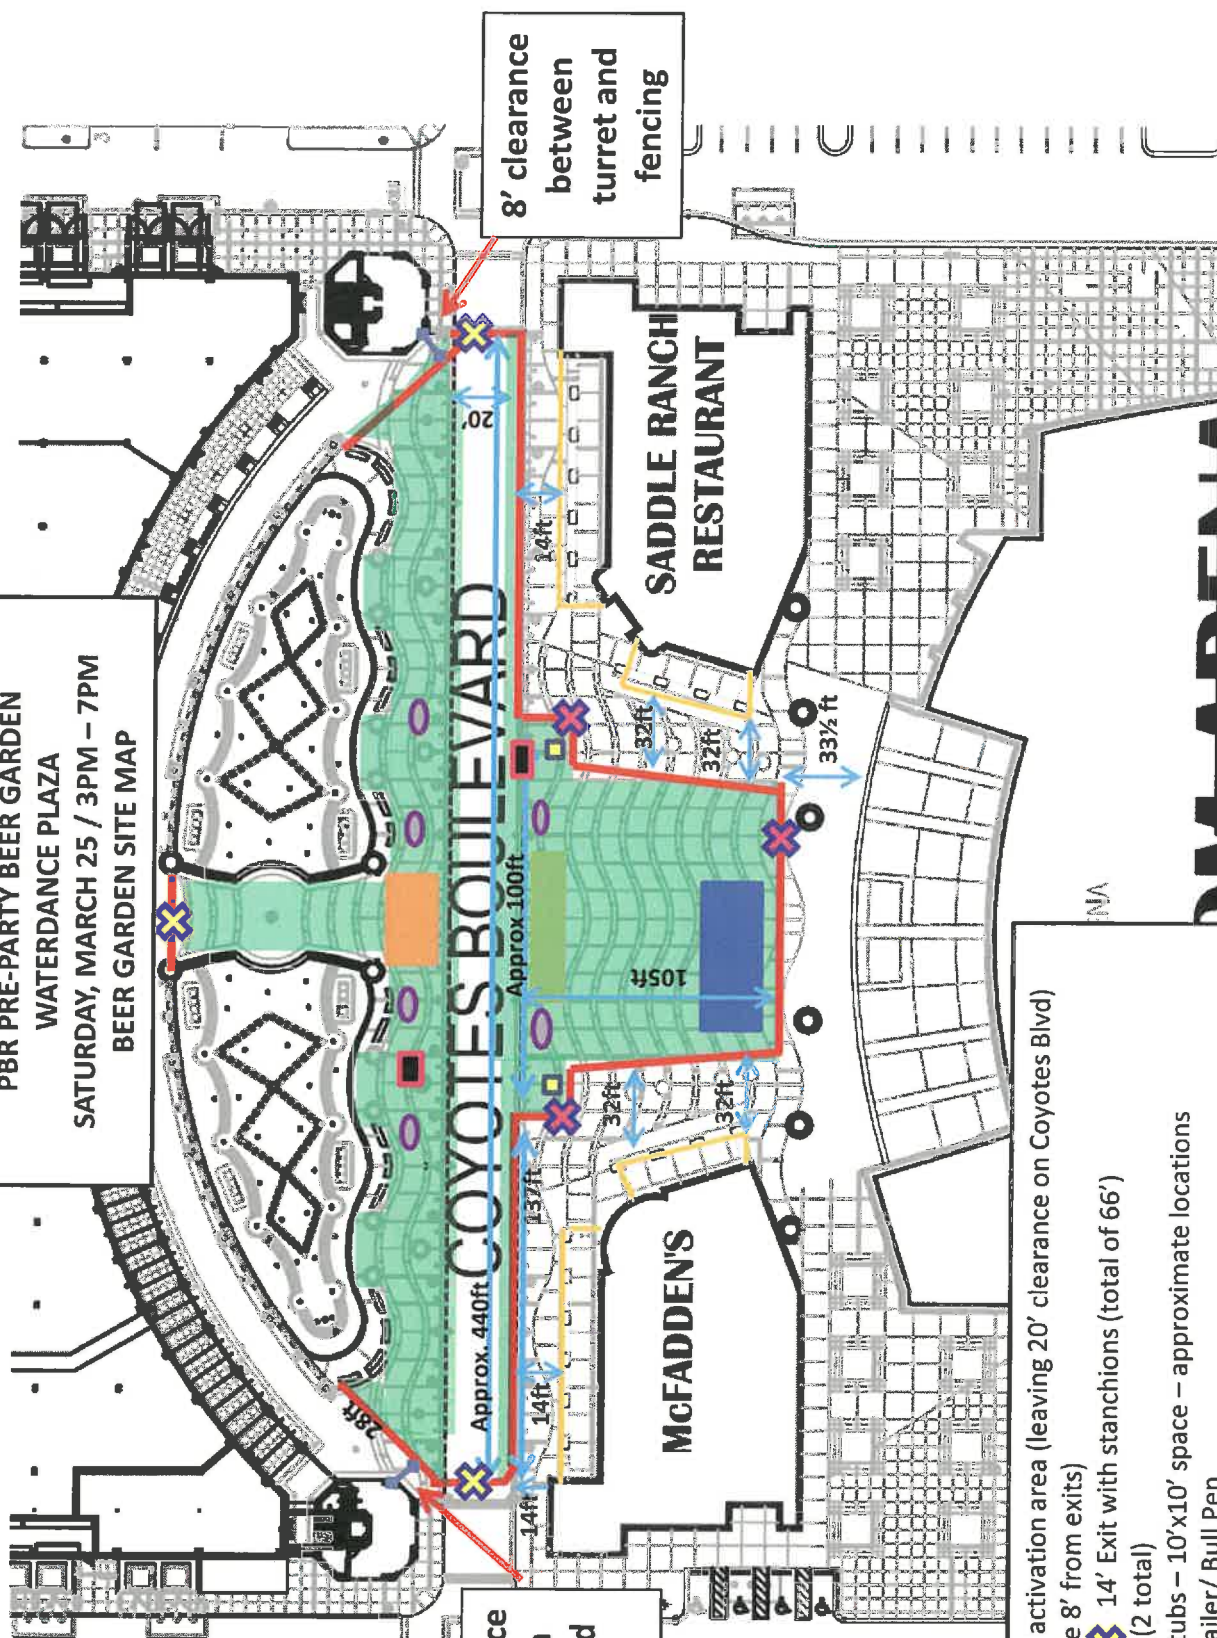 PBR PRE-PARTY BEER GARDEN
WATERDANCE PLAZA
SATURDAY, MARCH 25 / 3PM – 7PM
BEER GARDEN SITE MAP
8' clearance
between
turret and
fencing
28ft
20'
COYOTES BOULEVARD
Approx. 440ft
Approx 100ft
14ft
14ft
14ft
137ft
105ft
32ft
32ft
32ft
32ft
33½ ft
SADDLE RANCH
RESTAURANT
McFADDEN'S
activation area (leaving 20' clearance on Coyotes Blvd)
8' from exits)
14' Exit with stanchions (total of 66')
(2 total)
tubs – 10'x10' space – approximate locations
Bull Pen